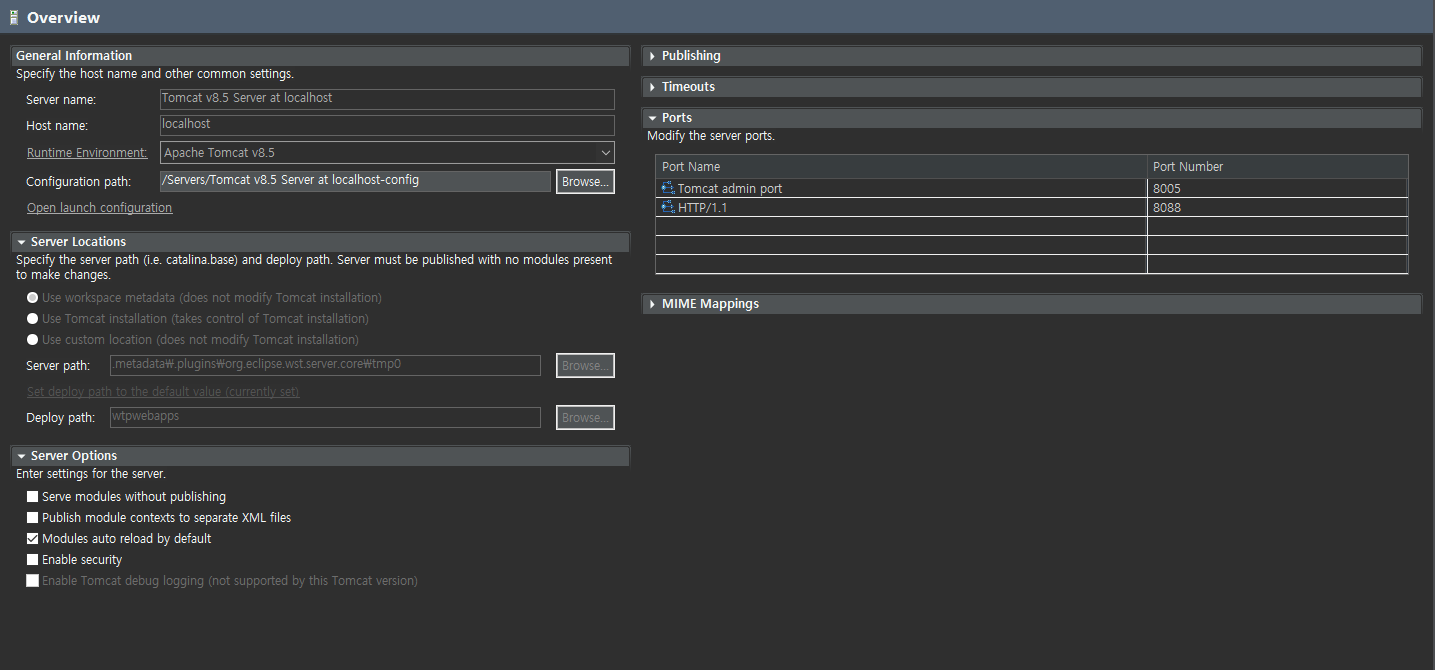 Overview
General Information
Specify the host name and other common settings.
Server name: Tomcat v8.5 Server at localhost
Host name: localhost
Runtime Environment: Apache Tomcat v8.5
Configuration path: /Servers/Tomcat v8.5 Server at localhost-config Browse...
Open launch configuration
Server Locations
Specify the server path (i.e. catalina.base) and deploy path. Server must be published with no modules present
to make changes.
Use workspace metadata (does not modify Tomcat installation)
Use Tomcat installation (takes control of Tomcat installation)
Use custom location (does not modify Tomcat installation)
Server path: .metadata₩.plugins₩org.eclipse.wst.server.core₩tmp0 Browse...
Set deploy path to the default value (currently set)
Deploy path: wtpwebapps Browse...
Server Options
Enter settings for the server.
Serve modules without publishing
Publish module contexts to separate XML files
Modules auto reload by default
Enable security
Enable Tomcat debug logging (not supported by this Tomcat version)
Publishing
Timeouts
Ports
Modify the server ports.
Port Name Port Number
Tomcat admin port 8005
HTTP/1.1 8088
MIME Mappings